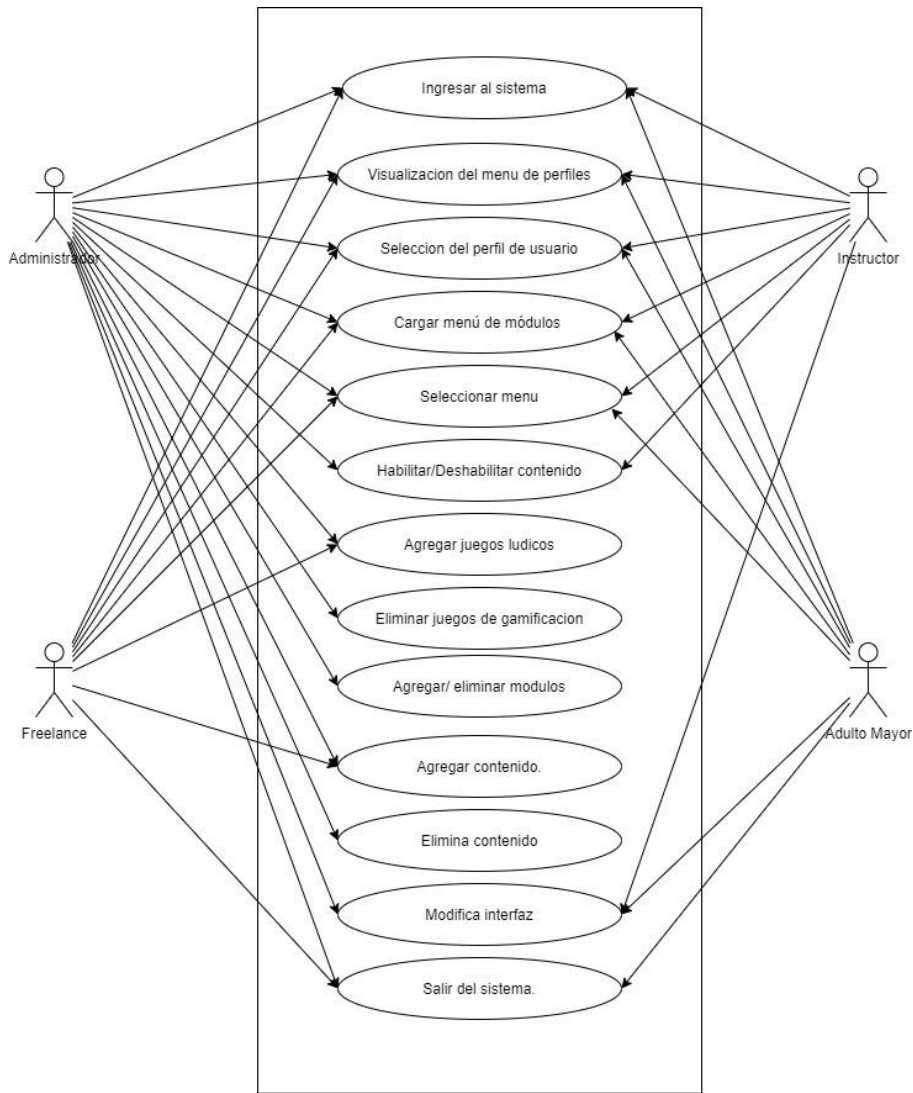 Ingresar al sistema
Visualizacion del menu de perfiles
Seleccion del perfil de usuario
Administrador
Instructor
Cargar menú de módulos
Seleccionar menu
Habilitar/Deshabilitar contenido
Agregar juegos ludicos
Eliminar juegos de gamificacion
Agregar/ eliminar modulos
Freelance
Adulto Mayor
Agregar contenido.
Elimina contenido
Modifica interfaz
Salir del sistema.